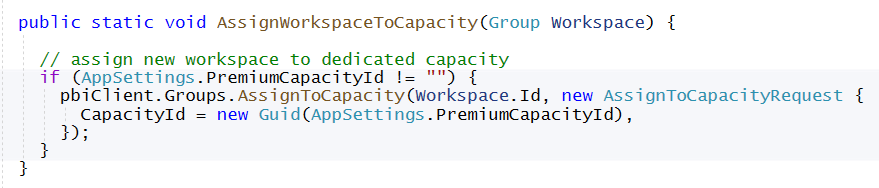 public static void AssignWorkspaceToCapacity(Group Workspace) {
// assign new workspace to dedicated capacity
if (AppSettings.PremiumCapacityId != "") {
pbiClient.Groups.AssignToCapacity(Workspace.Id, new AssignToCapacityRequest {
CapacityId = new Guid(AppSettings.PremiumCapacityId),
});
}
}